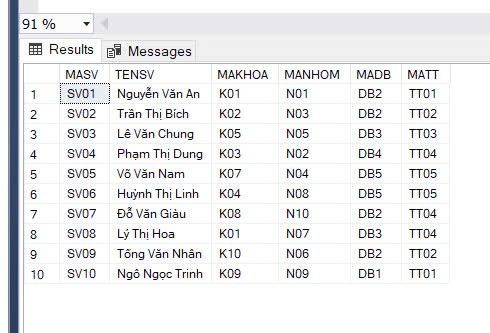 91 %
Results Messages
MASV TENSV MAKHOA MANHOM MADB MATT
1 SV01 Nguyễn Văn An K01 N01 DB2 TT01
2 SV02 Trần Thị Bích K02 N03 DB2 TT02
3 SV03 Lê Văn Chung K05 N05 DB3 TT03
4 SV04 Phạm Thị Dung K03 N02 DB4 TT04
5 SV05 Võ Văn Nam K07 N04 DB5 TT05
6 SV06 Huỳnh Thị Linh K04 N08 DB5 TT05
7 SV07 Đỗ Văn Giàu K08 N10 DB2 TT04
8 SV08 Lý Thị Hoa K01 N07 DB3 TT04
9 SV09 Tống Văn Nhân K10 N06 DB2 TT02
10 SV10 Ngô Ngọc Trinh K09 N09 DB1 TT01